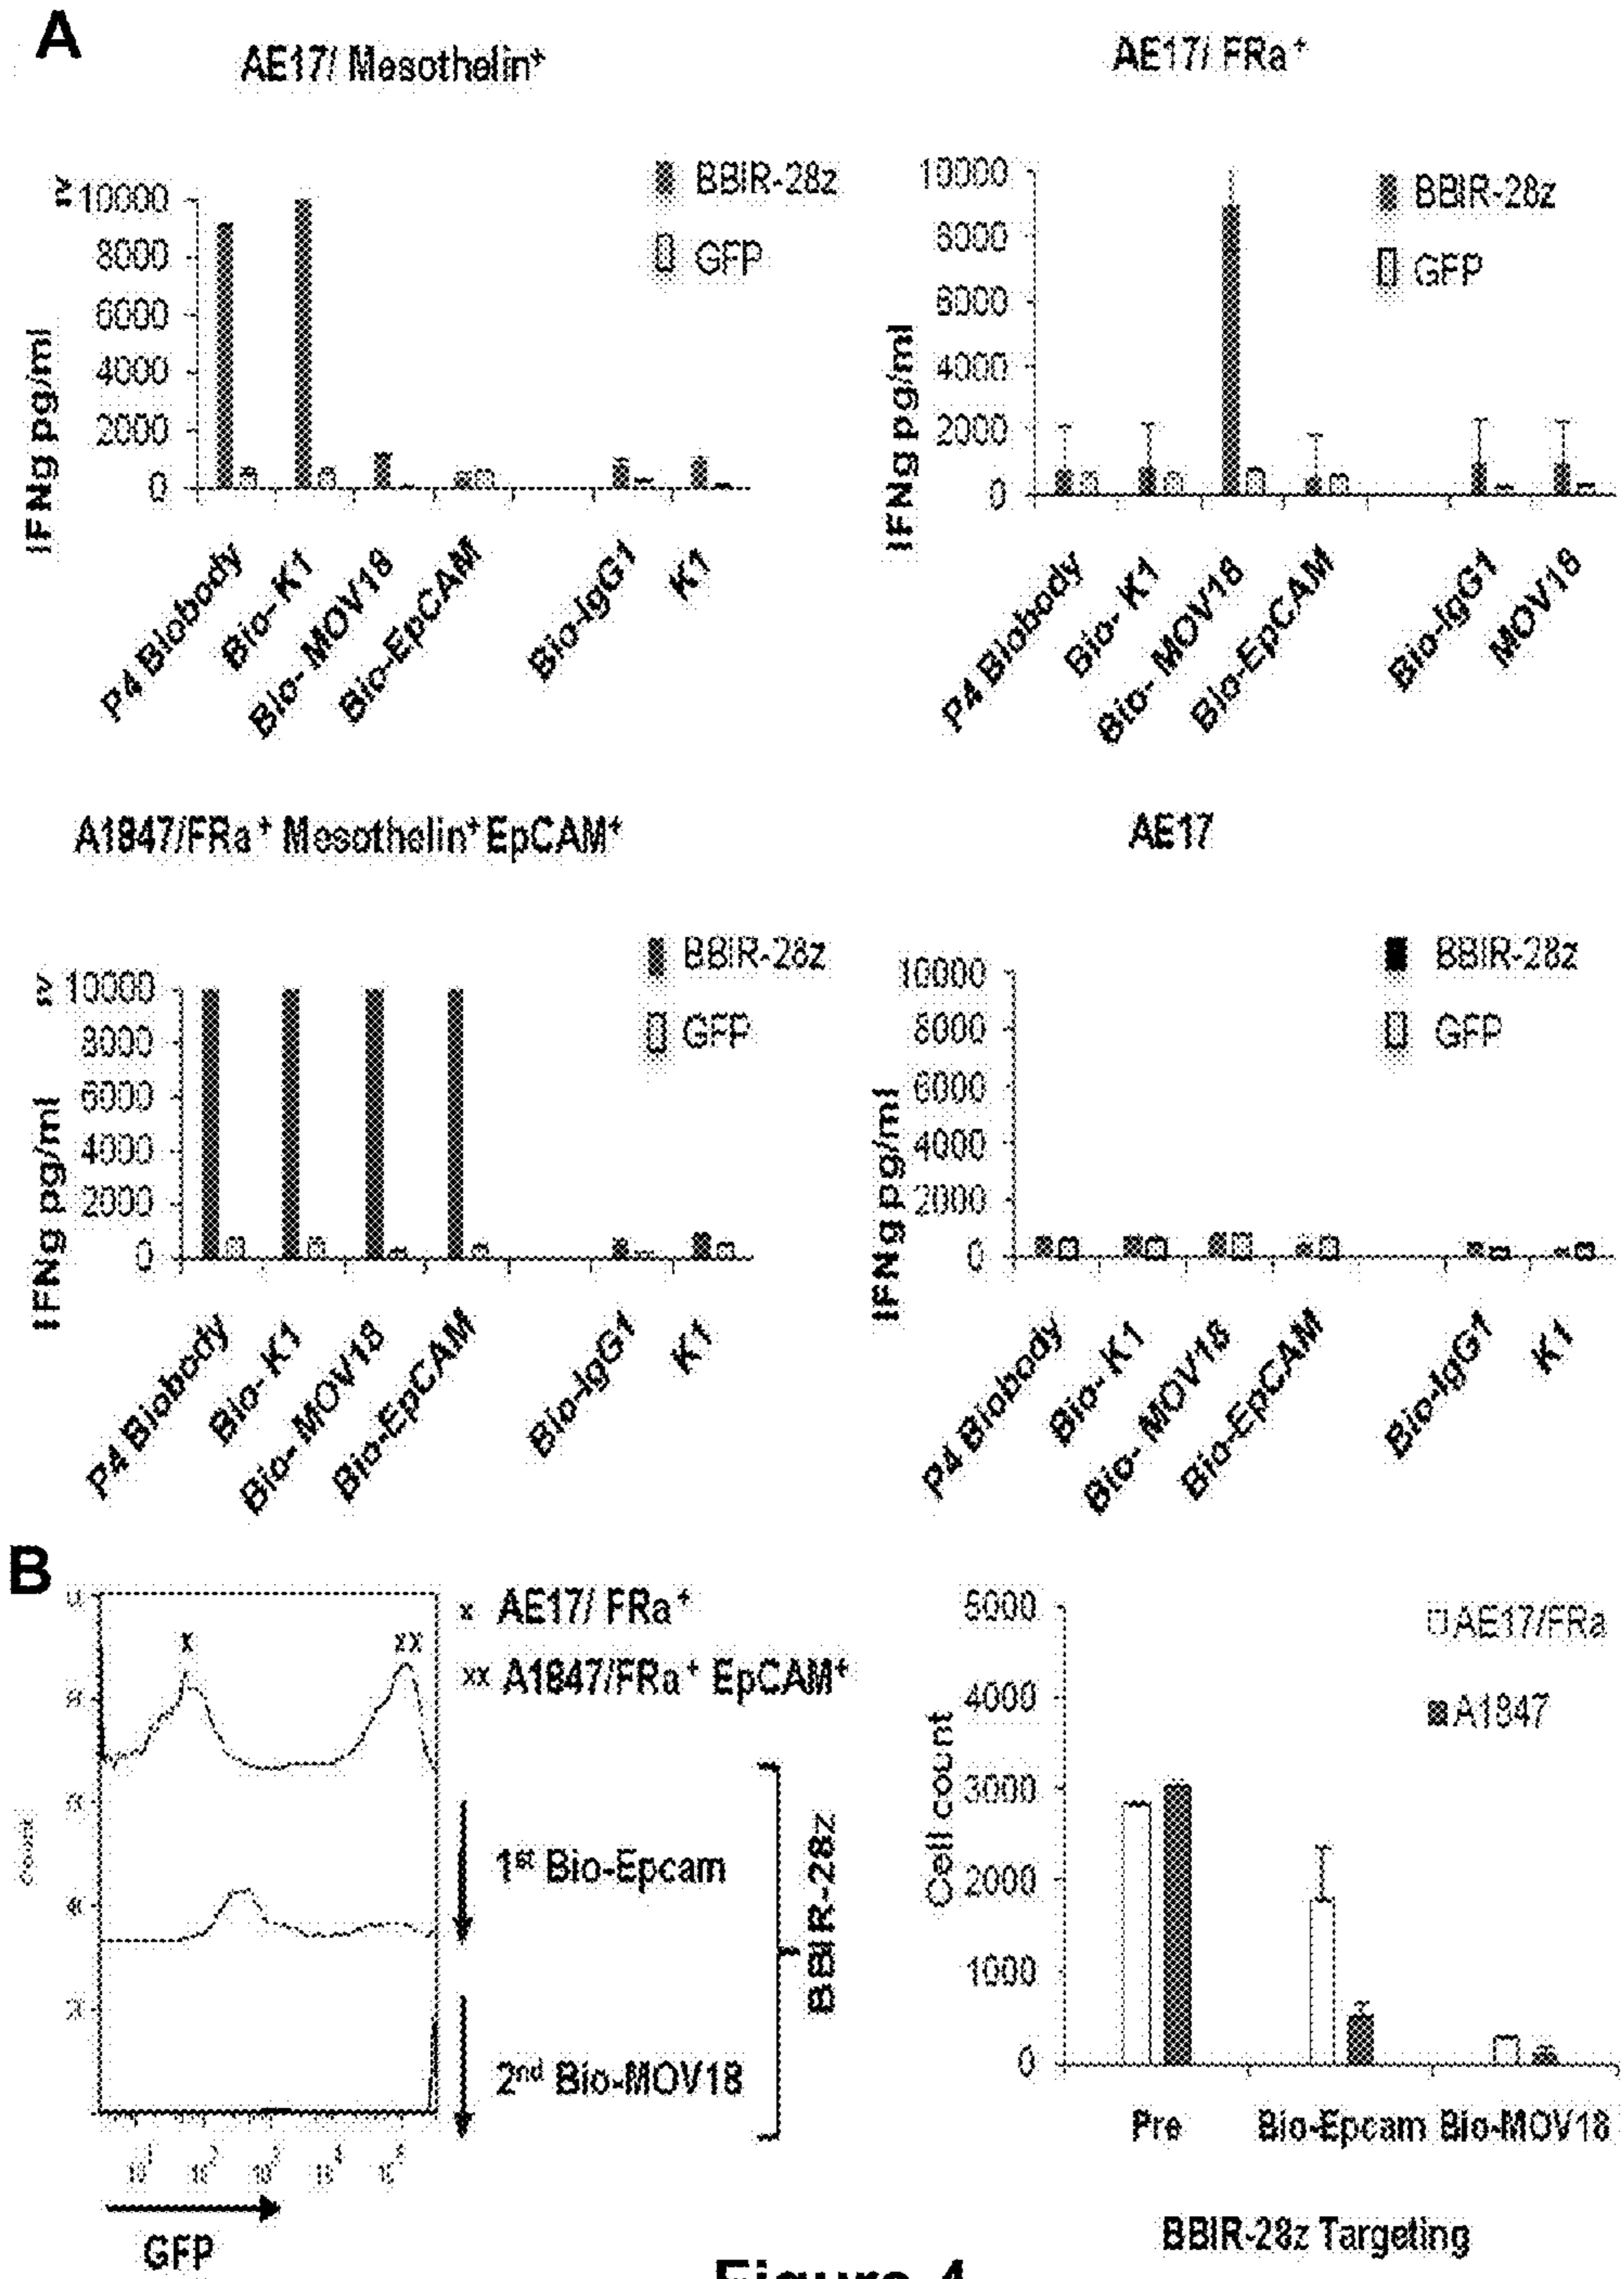 A
AE17/ Mesothelin⁺
BBIR-28z
GFP
≥ 10000
8000
6000
4000
2000
0
IFNg pg/ml
P4 Biobody
Bio- K1
Bio- MOV18
Bio-EpCAM
Bio-IgG1
K1
AE17/ FRa⁺
BBIR-28z
GFP
10000
8000
6000
4000
2000
0
IFNg pg/ml
P4 Biobody
Bio- K1
Bio- MOV18
Bio-EpCAM
Bio-IgG1
MOV18
A1847/FRa⁺ Mesothelin⁺ EpCAM⁺
BBIR-28z
GFP
≥ 10000
8000
6000
4000
2000
0
IFNg pg/ml
P4 Biobody
Bio- K1
Bio- MOV18
Bio-EpCAM
Bio-IgG1
K1
AE17
BBIR-28z
GFP
10000
8000
6000
4000
2000
0
IFNg pg/ml
P4 Biobody
Bio- K1
Bio- MOV18
Bio-EpCAM
Bio-IgG1
K1
B
x AE17/ FRa⁺
xx A1847/FRa⁺ EpCAM⁺
x
xx
count
1st Bio-Epcam
2nd Bio-MOV18
BBIR-28z
GFP
5000
4000
3000
2000
1000
0
Cell count
AE17/FRa
A1847
Pre Bio-Epcam Bio-MOV18
BBIR-28z Targeting
Figure 4